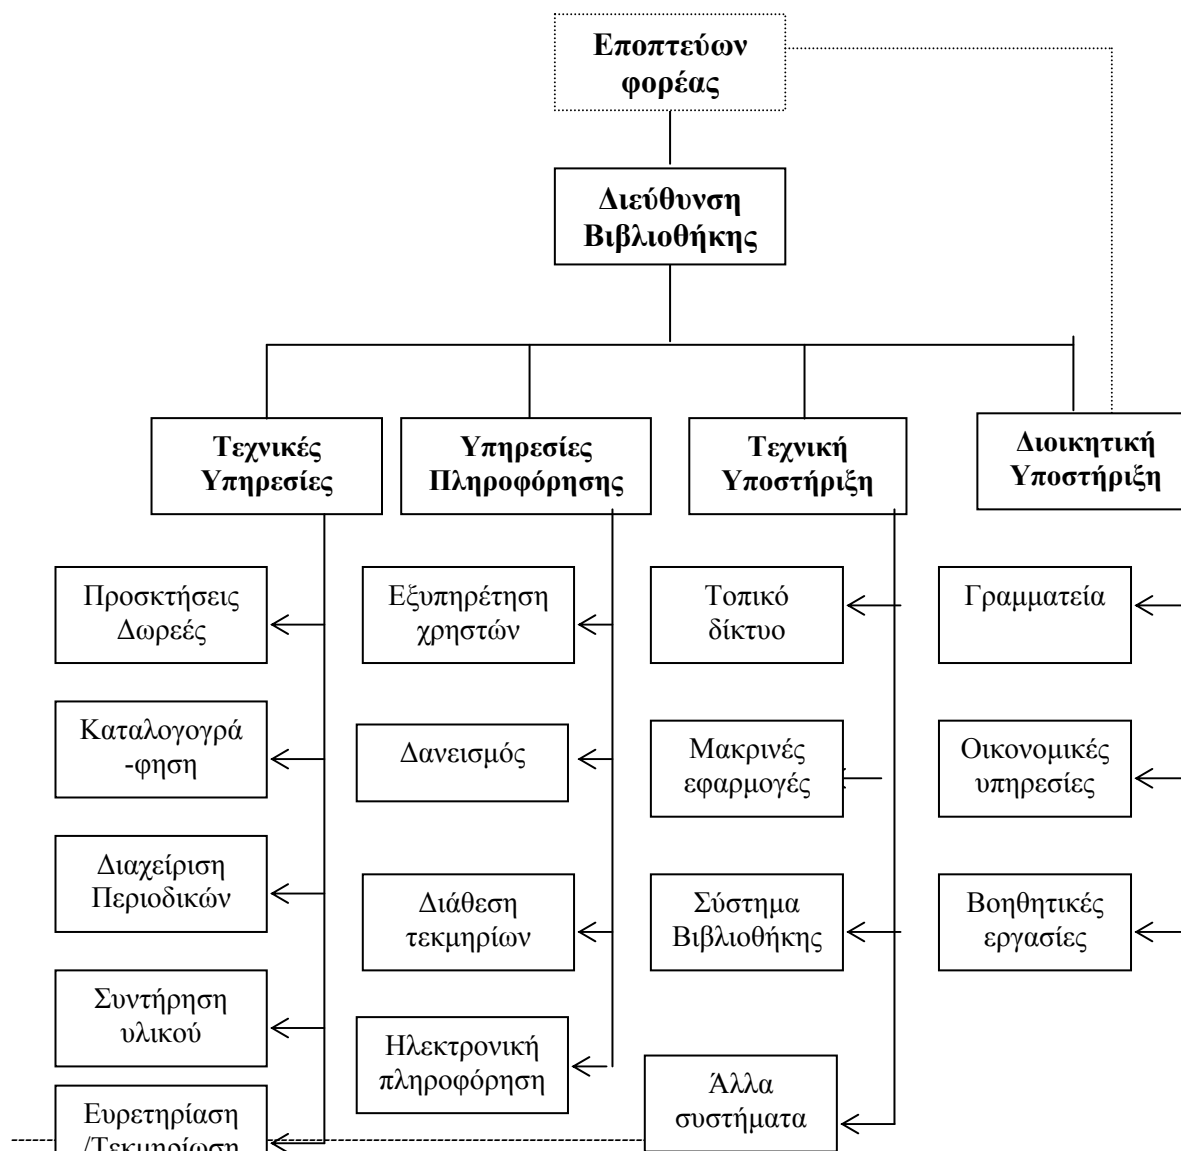 Εποπτεύων
φορέας
Διεύθυνση
Βιβλιοθήκης
Τεχνικές
Υπηρεσίες
Υπηρεσίες
Πληροφόρησης
Τεχνική
Υποστήριξη
Διοικητική
Υποστήριξη
Προσκτήσεις
Δωρεές
Εξυπηρέτηση
χρηστών
Τοπικό
δίκτυο
Γραμματεία
Καταλογογρά
-φηση
Δανεισμός
Μακρινές
εφαρμογές
Οικονομικές
υπηρεσίες
Διαχείριση
Περιοδικών
Διάθεση
τεκμηρίων
Σύστημα
Βιβλιοθήκης
Βοηθητικές
εργασίες
Συντήρηση
υλικού
Ηλεκτρονική
πληροφόρηση
Άλλα
συστήματα
Ευρετηρίαση
/Τεκμηρίωση